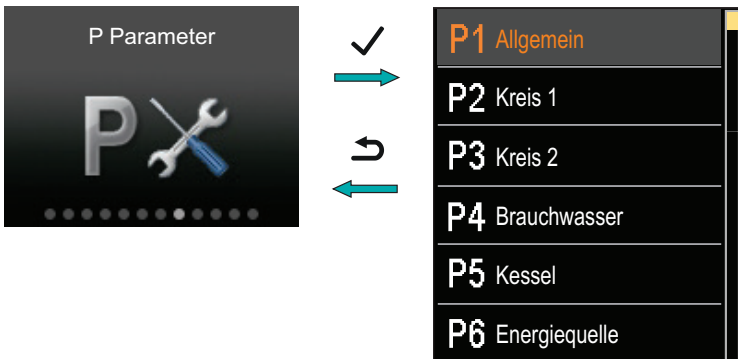 P Parameter
P
P1 Allgemein
P2 Kreis 1
P3 Kreis 2
P4 Brauchwasser
P5 Kessel
P6 Energiequelle